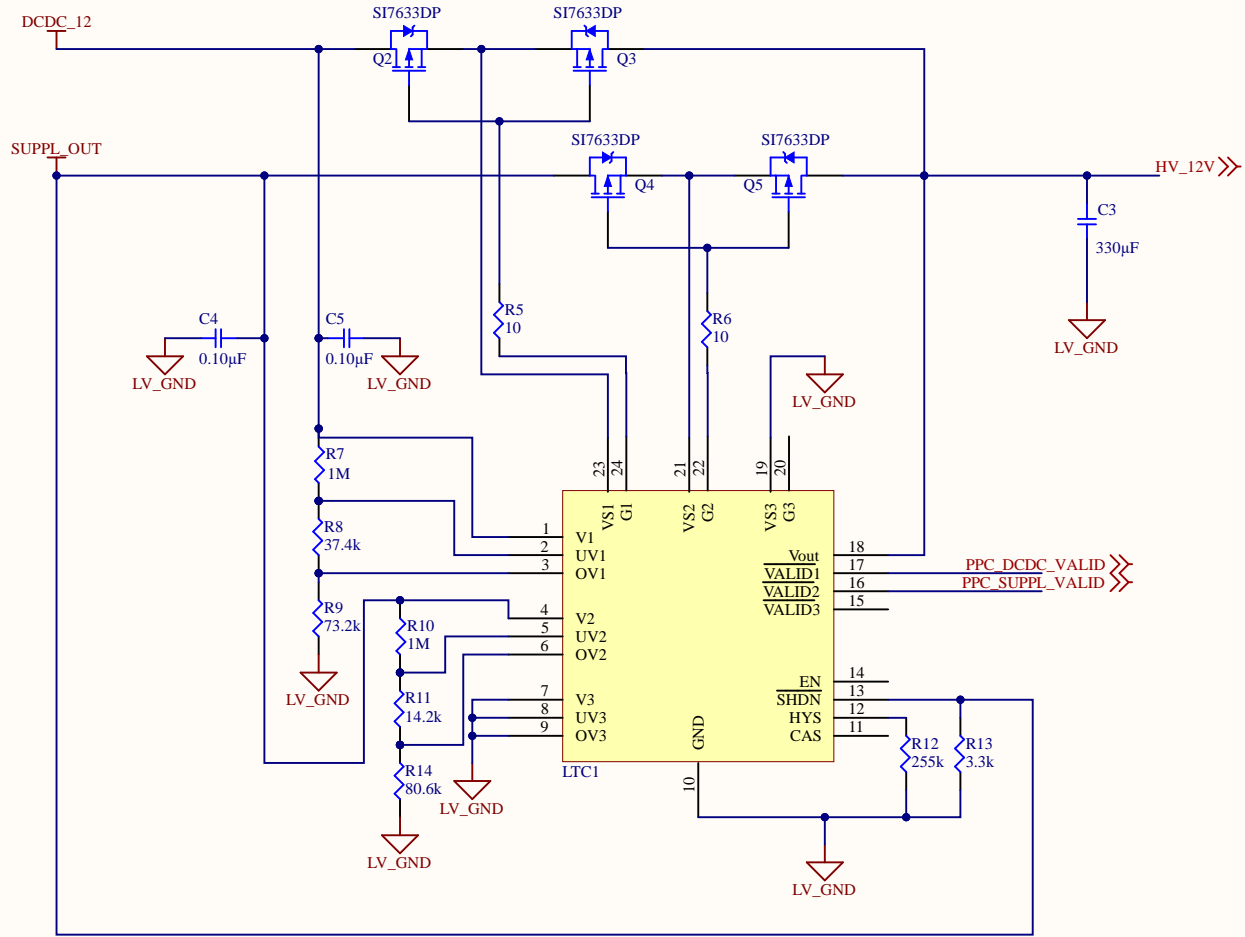 DCDC_12
SI7633DP
SI7633DP
Q2
Q3
SUPPL_OUT
SI7633DP
SI7633DP
HV_12V
Q4
Q5
C3
330µF
LV_GND
R5
10
R6
10
C4
0.10µF
LV_GND
C5
0.10µF
LV_GND
LV_GND
R7
1M
R8
37.4k
R9
73.2k
LV_GND
R10
1M
R11
14.2k
R14
80.6k
LV_GND
23
24
21
22
19
20
VS1
G1
VS2
G2
VS3
G3
1
V1
2
UV1
3
OV1
4
V2
5
UV2
6
OV2
7
V3
8
UV3
9
OV3
LV_GND
Vout
18
VALID1
17
PPC_DCDC_VALID
VALID2
16
PPC_SUPPL_VALID
VALID3
15
EN
14
SHDN
13
HYS
12
CAS
11
GND
10
LTC1
R12
255k
R13
3.3k
LV_GND